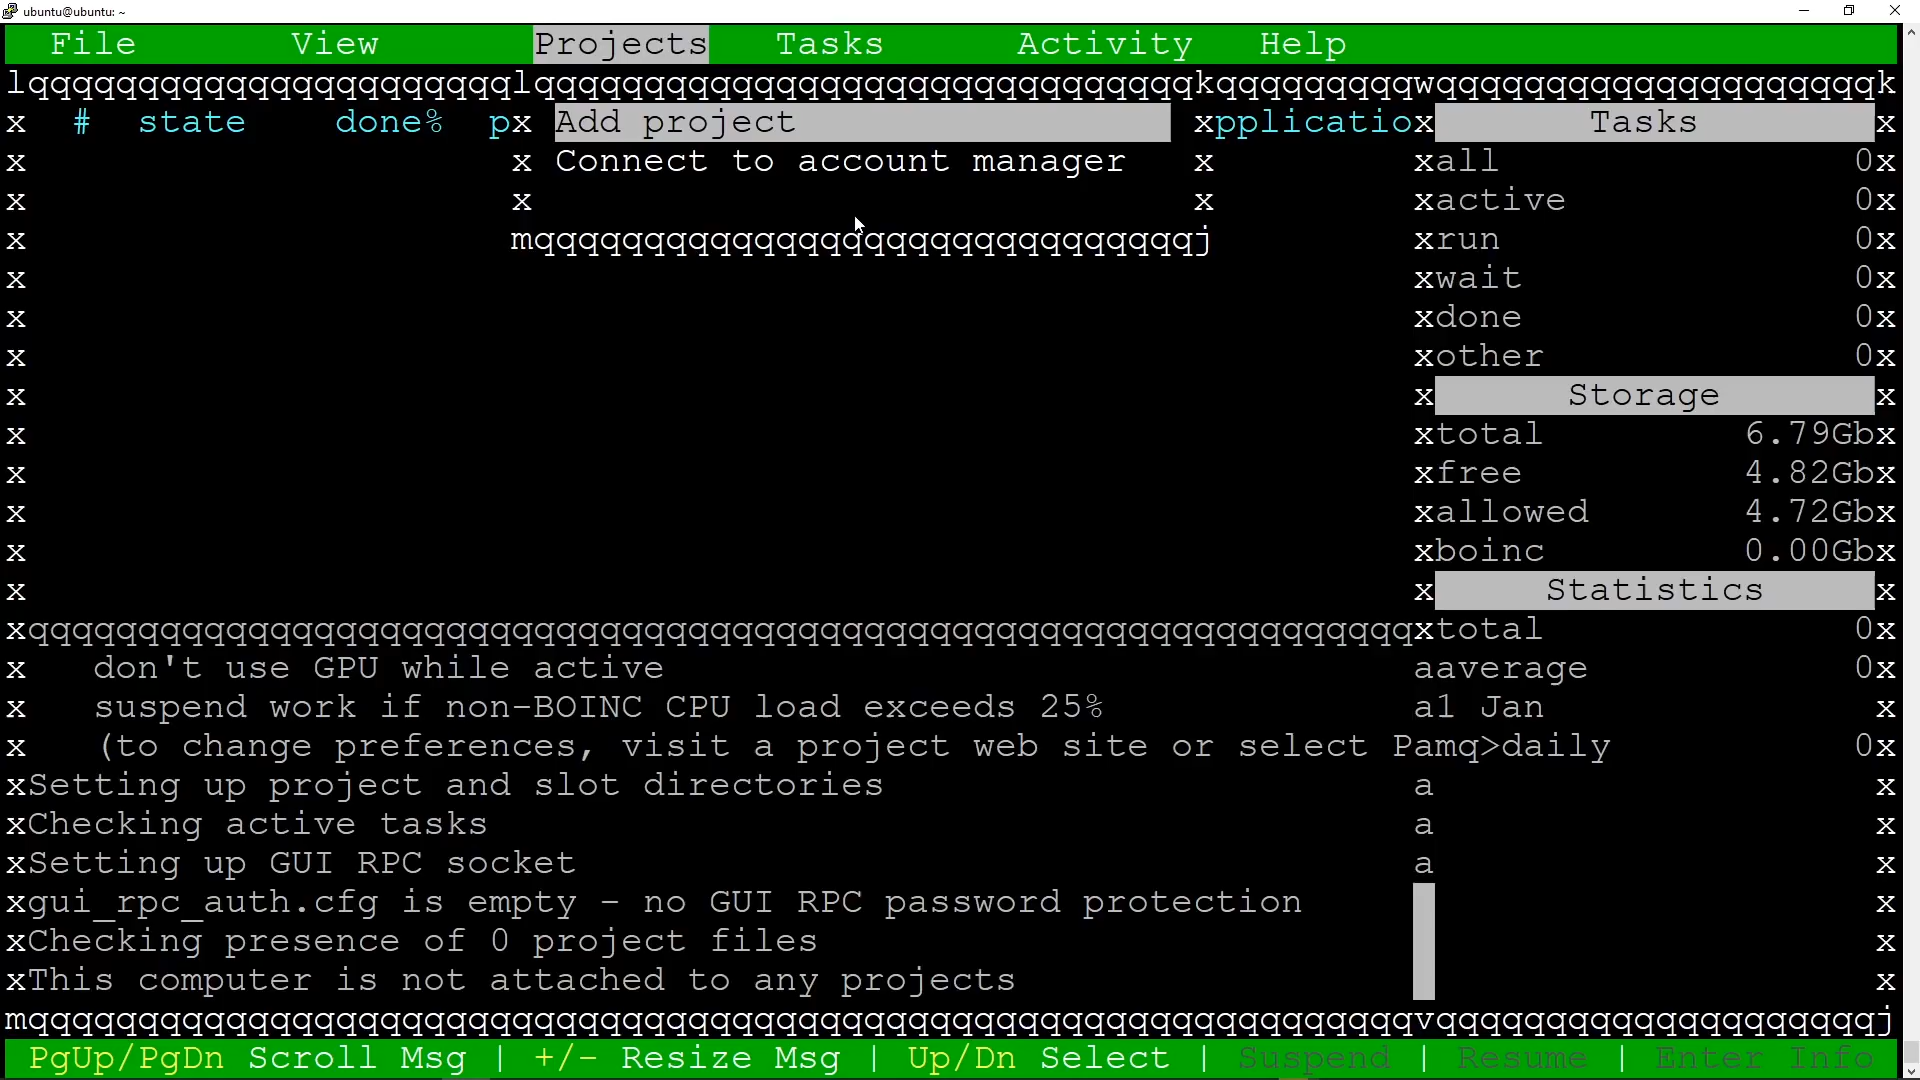 ubuntu@ubuntu: ~
File View Projects Tasks Activity Help
lqqqqqqqqqqqqqqqqqqqqqqlqqqqqqqqqqqqqqqqqqqqqqqqqqqqqqkqqqqqqqqqwqqqqqqqqqqqqqqqqqqqqk
x # state done% px Add project xpplicatiox Tasks x
x x Connect to account manager x xall 0x
x x x xactive 0x
x mqqqqqqqqqqqqqqqqqqqqqqqqqqqqqqj xrun 0x
x xwait 0x
x xdone 0x
x xother 0x
x x Storage x
x xtotal 6.79Gbx
x xfree 4.82Gbx
x xallowed 4.72Gbx
x xboinc 0.00Gbx
x x Statistics x
xqqqqqqqqqqqqqqqqqqqqqqqqqqqqqqqqqqqqqqqqqqqqqqqqqqqqqqqqqqqqqqqxtotal 0x
x don't use GPU while active aaverage 0x
x suspend work if non-BOINC CPU load exceeds 25% a1 Jan x
x (to change preferences, visit a project web site or select Pamq>daily 0x
xSetting up project and slot directories a x
xChecking active tasks a x
xSetting up GUI RPC socket a x
xgui_rpc_auth.cfg is empty - no GUI RPC password protection x
xChecking presence of 0 project files x
xThis computer is not attached to any projects x
mqqqqqqqqqqqqqqqqqqqqqqqqqqqqqqqqqqqqqqqqqqqqqqqqqqqqqqqqqqqqqqqvqqqqqqqqqqqqqqqqqqqqj
PgUp/PgDn Scroll Msg | +/- Resize Msg | Up/Dn Select | Suspend | Resume | Enter Info